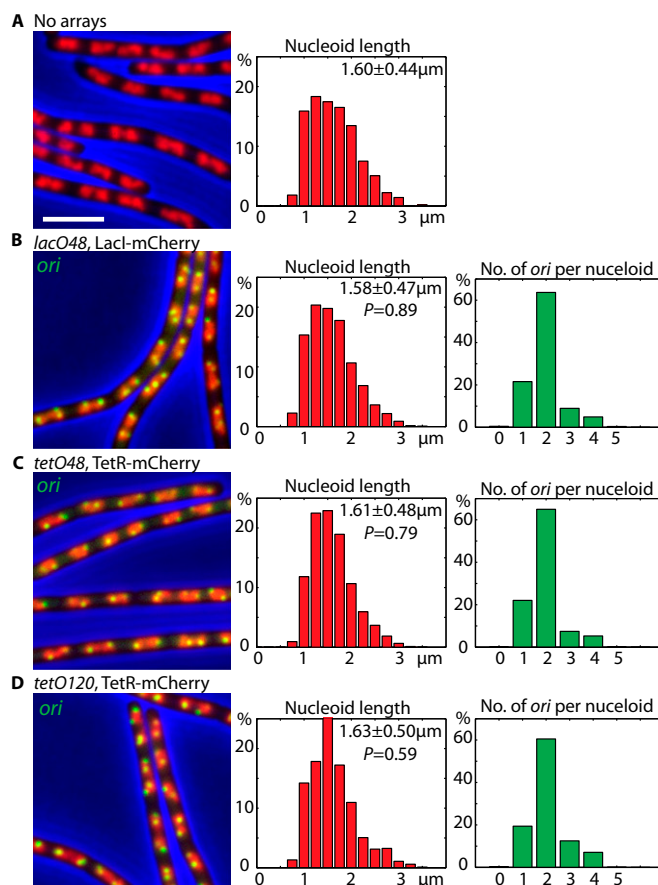 A No arrays
Nucleoid length
%
1.60±0.44µm
20
10
0
0 1 2 3 µm
B lacO48, LacI-mCherry
ori
Nucleoid length
%
1.58±0.47µm
P=0.89
20
10
0
0 1 2 3 µm
No. of ori per nuceloid
%
60
40
20
0
0 1 2 3 4 5
C tetO48, TetR-mCherry
ori
Nucleoid length
%
1.61±0.48µm
P=0.79
20
10
0
0 1 2 3 µm
No. of ori per nuceloid
%
60
40
20
0
0 1 2 3 4 5
D tetO120, TetR-mCherry
ori
Nucleoid length
%
1.63±0.50µm
P=0.59
20
10
0
0 1 2 3 µm
No. of ori per nuceloid
%
60
40
20
0
0 1 2 3 4 5